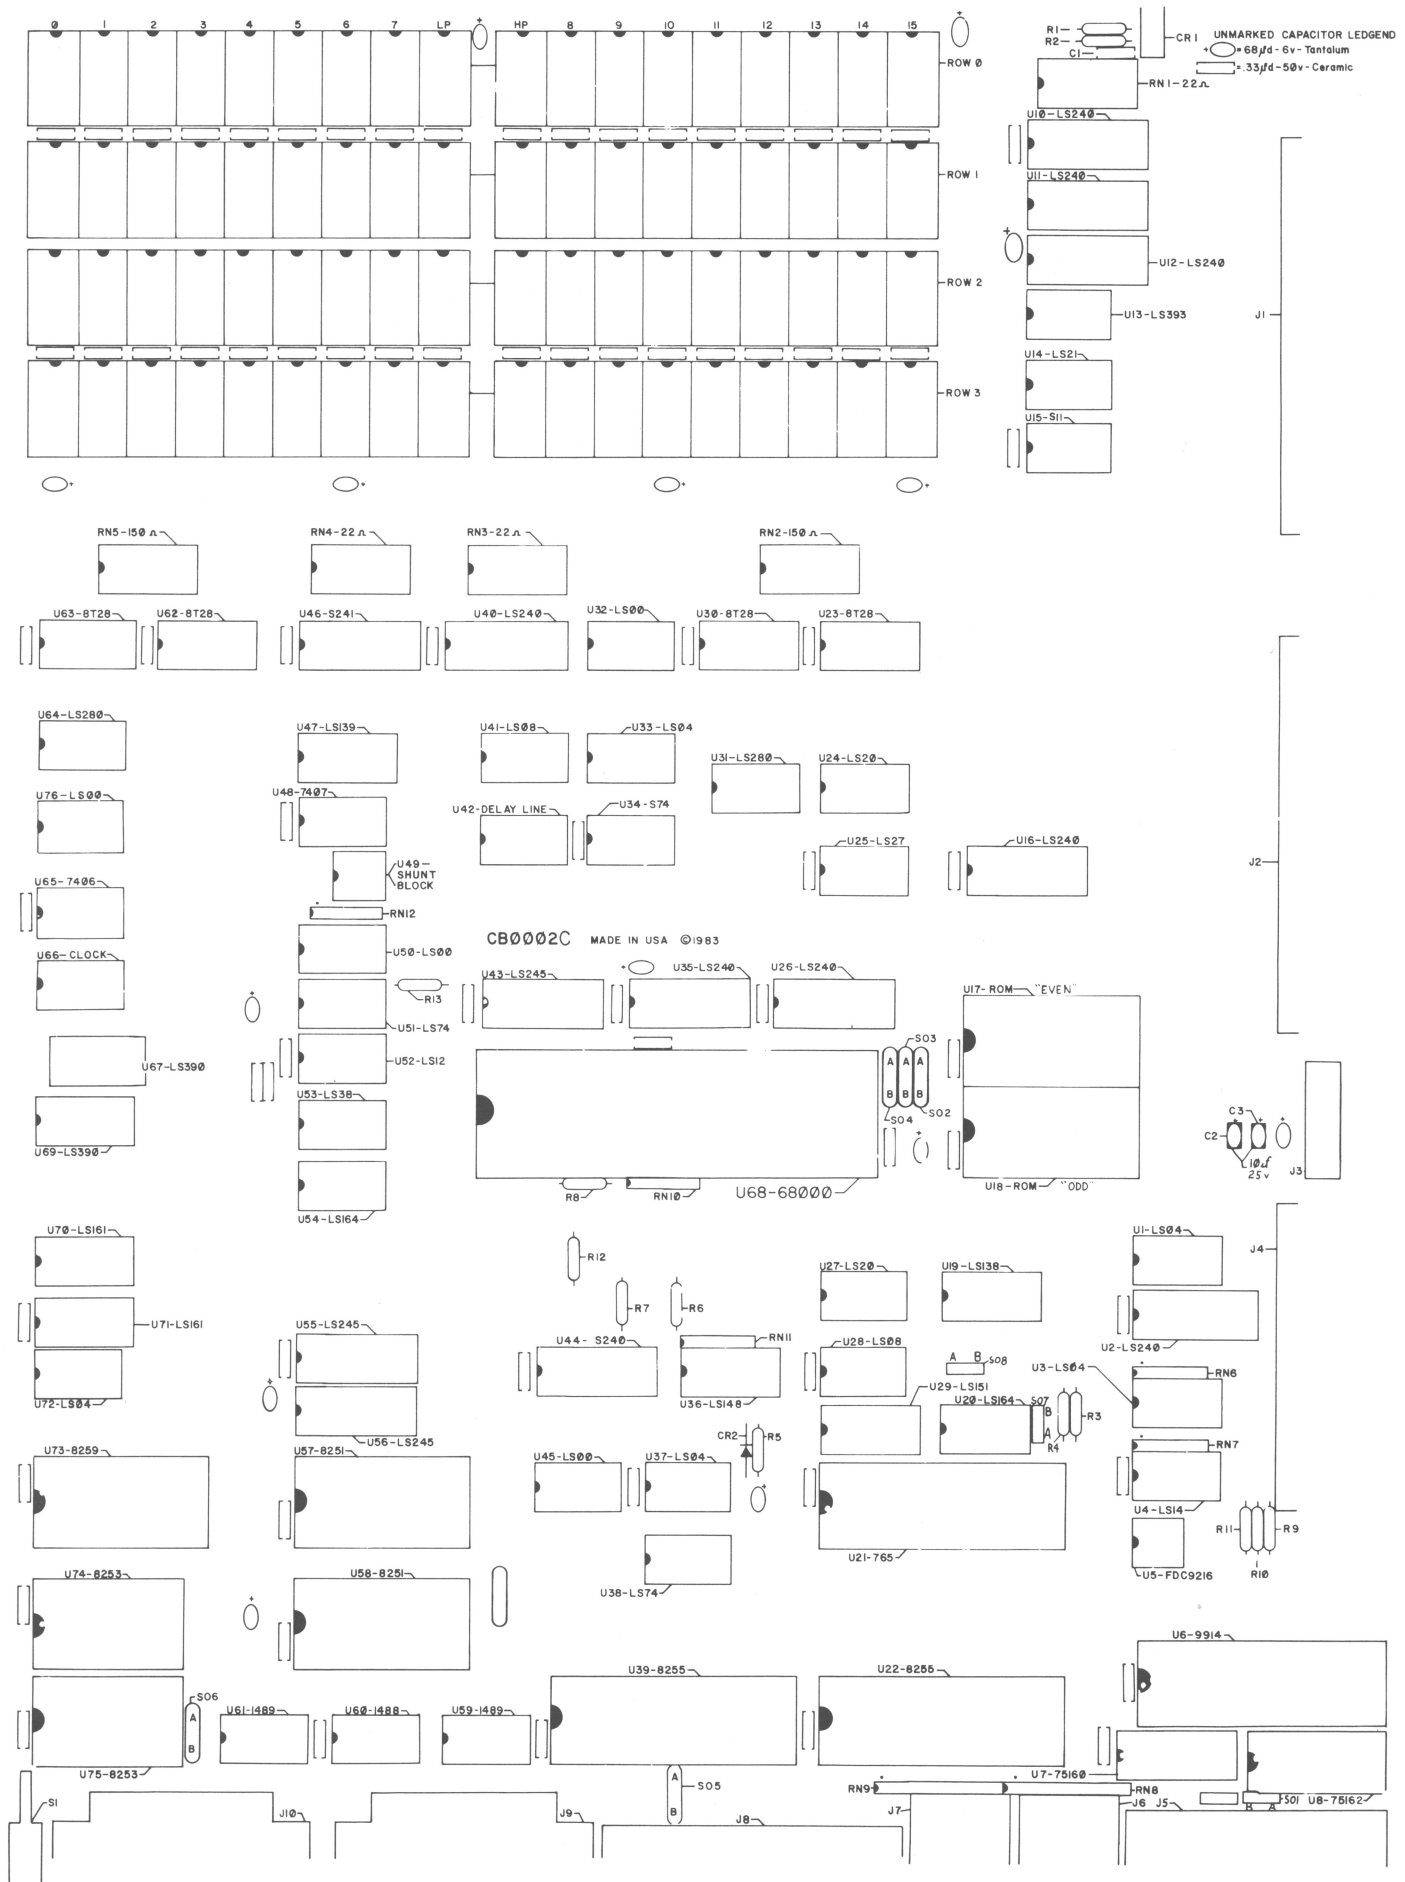 0 1 2 3 4 5 6 7 LP HP 8 9 10 11 12 13 14 15
R1
R2
C1
CR1
UNMARKED CAPACITOR LEDGEND
+ = 68µfd-6v-Tantalum
= .33µfd-50v-Ceramic
ROW 0
RN1-22Ω
U10-LS240
ROW 1
U11-LS240
U12-LS240
ROW 2
U13-LS393
J1
U14-LS21
ROW 3
U15-S11
RN5-150Ω RN4-22Ω RN3-22Ω RN2-150Ω
U63-8T28 U62-8T28 U46-S241 U40-LS240 U32-LS00 U30-8T28 U23-8T28
U64-LS280 U47-LS139 U41-LS08 U33-LS04
U31-LS280 U24-LS20
U76-LS00 U48-7407 U42-DELAY LINE U34-S74
U25-LS27 U16-LS240
J2
U49-
SHUNT
BLOCK
U65-7406
RN12
CB0002C MADE IN USA ©1983
U66-CLOCK U50-LS00
U43-LS245 U35-LS240 U26-LS240
U17-ROM "EVEN"
R13
U51-LS74
SO3
U67-LS390 U52-LS12
A A A
B B B
SO4 SO2
U53-LS38
C3
C2
10µf
25v
J3
U69-LS390
R8 RN10 U68-68000 U18-ROM "ODD"
U54-LS164
U70-LS161 U1-LS04
J4
R12
U27-LS20 U19-LS138
R7 R6
U71-LS161 U55-LS245
U44- S240 RN11 U28-LS08
U2-LS240
A B
SO8
U3-LS04
RN6
U29-LS151
U72-LS04 U36-LS148 U20-LS164 SO7
B
A
R3
R4
CR2 R5
U56-LS245
RN7
U73-8259 U57-8251 U45-LS00 U37-LS04
U4-LS14
R11 R9
U21-765
R10
U5-FDC9216
U74-8253 U58-8251 U38-LS74
U6-9914
U39-8255 U22-8255
SO6
A
B
U61-1489 U60-1488 U59-1489
U75-8253 U7-75160
A
SO5
B
RN9 RN8
S1
J10 J9 J8 J7 J6 J5
SO1
B A
U8-75162